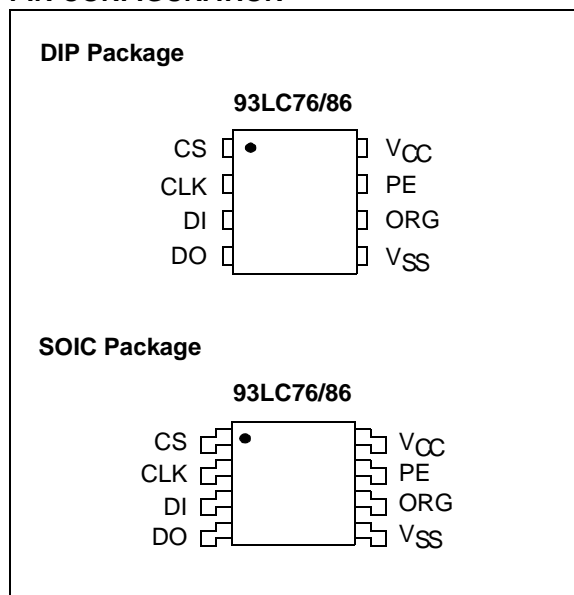 DIP Package
93LC76/86
CS VCC
CLK PE
DI ORG
DO VSS
SOIC Package
93LC76/86
CS VCC
CLK PE
DI ORG
DO VSS